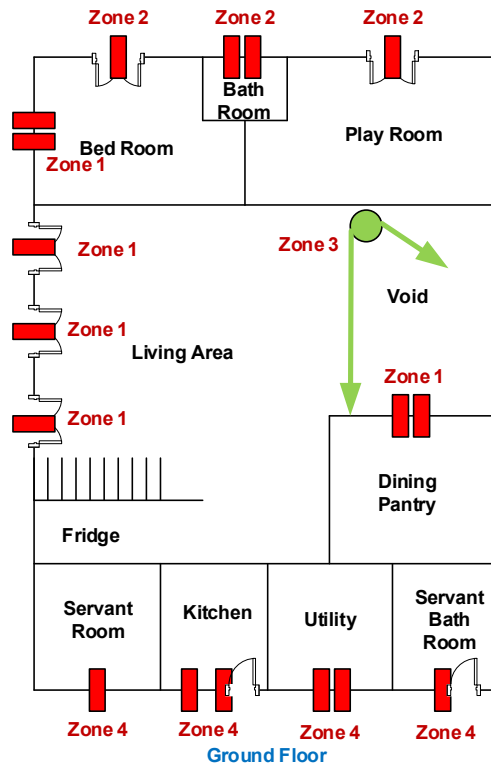 Zone 2
Zone 2
Zone 2
Bath
Room
Play Room
Bed Room
Zone 1
Zone 1
Zone 3
Void
Zone 1
Living Area
Zone 1
Zone 1
Dining
Pantry
Fridge
Servant
Room
Kitchen
Utility
Servant
Bath
Room
Zone 4
Zone 4
Zone 4
Zone 4
Ground Floor